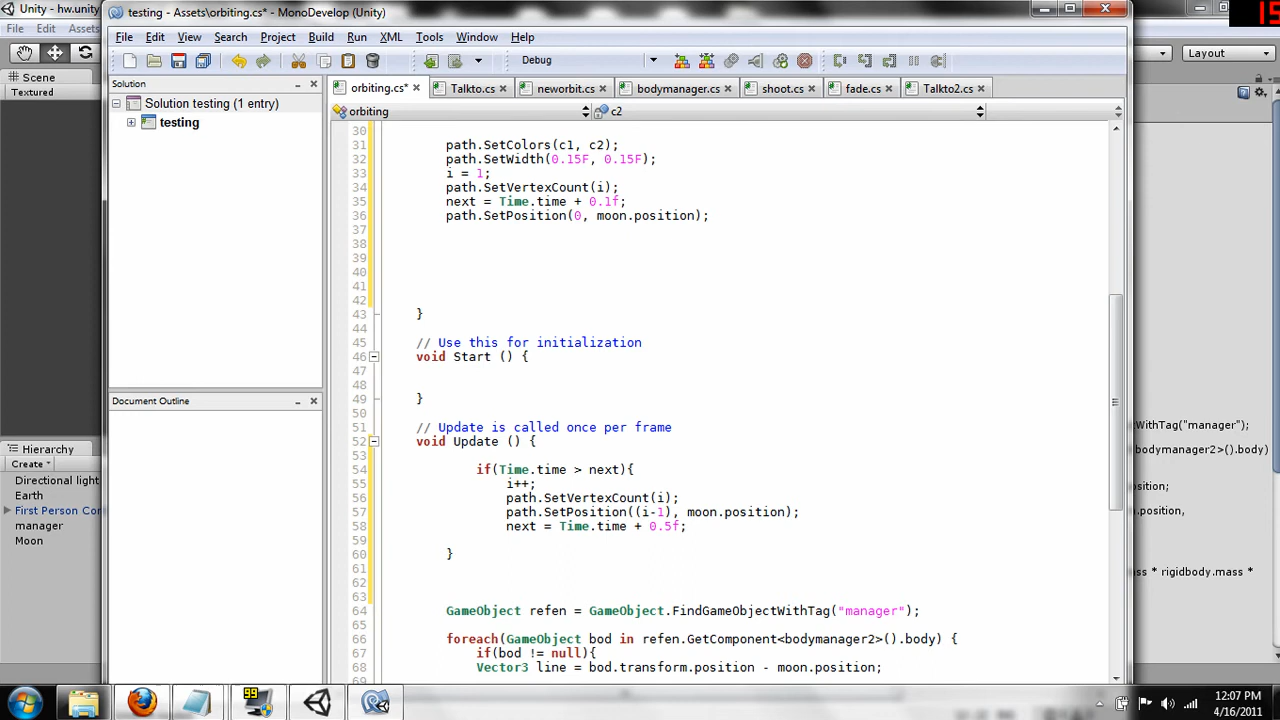 Unity - hw.unity
testing - Assets\orbiting.cs* - MonoDevelop (Unity)
15
File Edit Assets
File Edit View Search Project Build Run XML Tools Window Help
Debug
Layout
Scene
Textured
Solution
Solution testing (1 entry)
testing
Document Outline
orbiting.cs* Talkto.cs neworbit.cs bodymanager.cs shoot.cs fade.cs Talkto2.cs
orbiting c2
30
31 path.SetColors(c1, c2);
32 path.SetWidth(0.15F, 0.15F);
33 i = 1;
34 path.SetVertexCount(i);
35 next = Time.time + 0.1f;
36 path.SetPosition(0, moon.position);
37
38
39
40
41
42
43 }
44
45 // Use this for initialization
46 void Start () {
47
48
49 }
50
51 // Update is called once per frame
52 void Update () {
53
54 if(Time.time > next){
55 i++;
56 path.SetVertexCount(i);
57 path.SetPosition((i-1), moon.position);
58 next = Time.time + 0.5f;
59
60 }
61
62
63
64 GameObject refen = GameObject.FindGameObjectWithTag("manager");
65
66 foreach(GameObject bod in refen.GetComponent<bodymanager2>().body) {
67 if(bod != null){
68 Vector3 line = bod.transform.position - moon.position;
69
Hierarchy
Create
Directional light
Earth
First Person Con
manager
Moon
WithTag("manager");
bodymanager2>().body)
osition;
osition,
ss * rigidbody.mass *
99
12:07 PM
4/16/2011